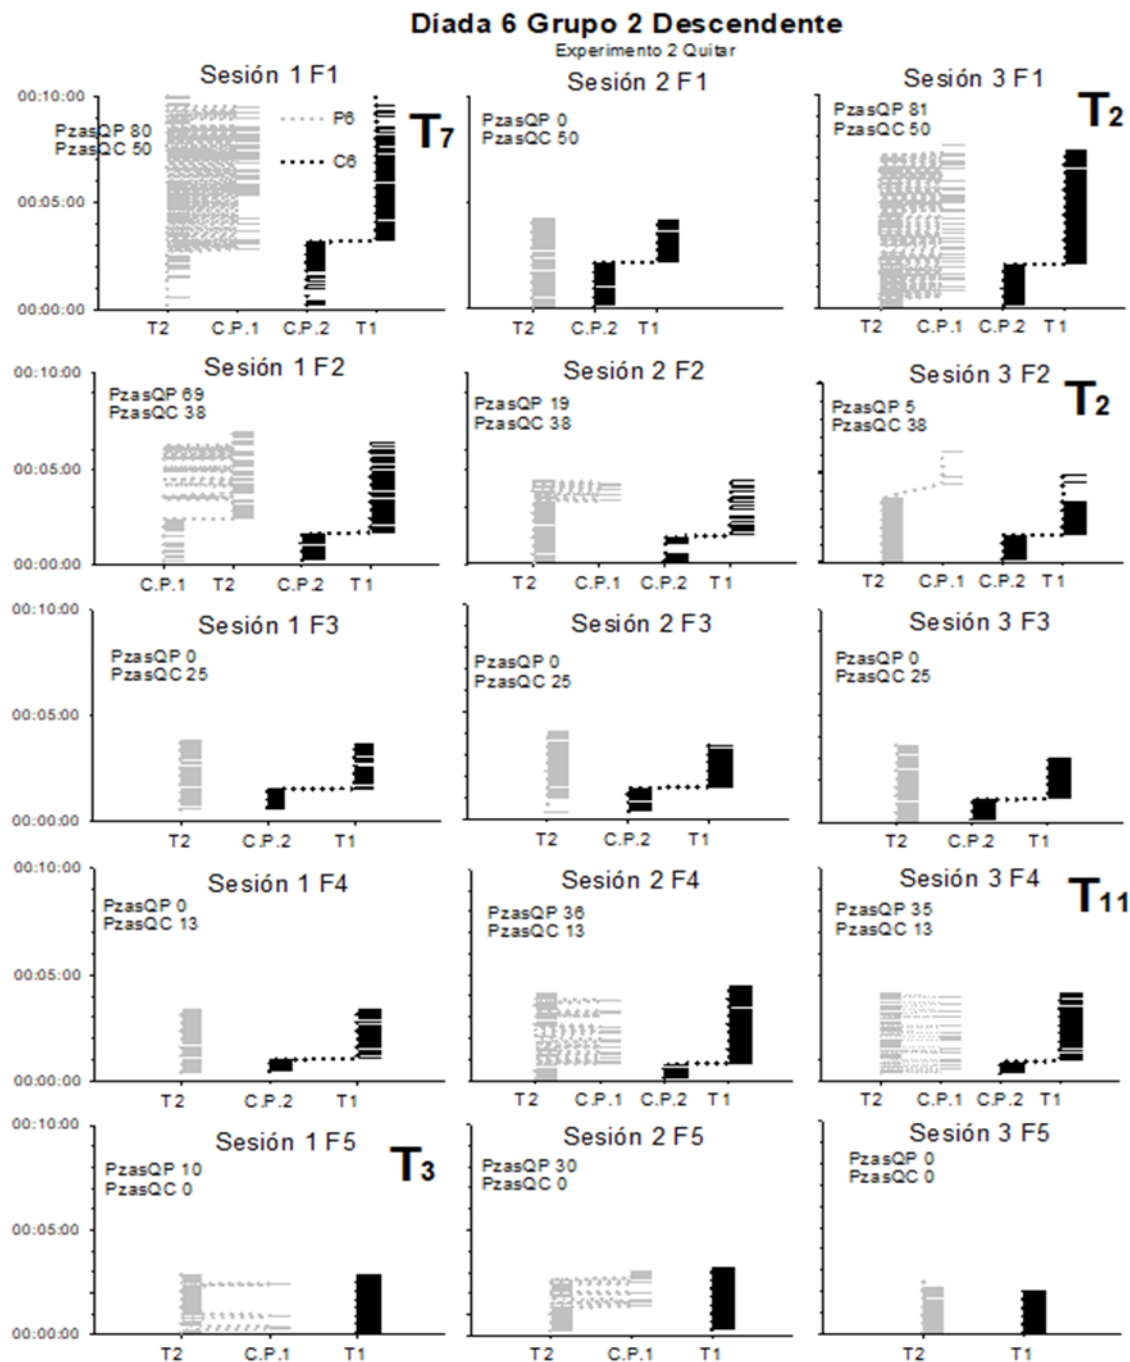 Díada 6 Grupo 2 Descendente
Experimento 2 Quitar
Sesión 1 F1
00:10:00
00:05:00
00:00:00
PzasQP 80
PzasQC 50
P6
C6
T7
T2 C.P.1 C.P.2 T1
Sesión 2 F1
PzasQP 0
PzasQC 50
T2 C.P.2 T1
Sesión 3 F1
PzasQP 81
PzasQC 50
T2
T2 C.P.1 C.P.2 T1
Sesión 1 F2
00:10:00
00:05:00
00:00:00
PzasQP 69
PzasQC 38
C.P.1 T2 C.P.2 T1
Sesión 2 F2
PzasQP 19
PzasQC 38
T2 C.P.1 C.P.2 T1
Sesión 3 F2
PzasQP 5
PzasQC 38
T2
T2 C.P.1 C.P.2 T1
Sesión 1 F3
00:10:00
00:05:00
00:00:00
PzasQP 0
PzasQC 25
T2 C.P.2 T1
Sesión 2 F3
PzasQP 0
PzasQC 25
T2 C.P.2 T1
Sesión 3 F3
PzasQP 0
PzasQC 25
T2 C.P.2 T1
Sesión 1 F4
00:10:00
00:05:00
00:00:00
PzasQP 0
PzasQC 13
T2 C.P.2 T1
Sesión 2 F4
PzasQP 36
PzasQC 13
T2 C.P.1 C.P.2 T1
Sesión 3 F4
PzasQP 35
PzasQC 13
T11
T2 C.P.1 C.P.2 T1
Sesión 1 F5
00:10:00
00:05:00
00:00:00
PzasQP 10
PzasQC 0
T3
T2 C.P.1 T1
Sesión 2 F5
PzasQP 30
PzasQC 0
T2 C.P.1 T1
Sesión 3 F5
PzasQP 0
PzasQC 0
T2 T1